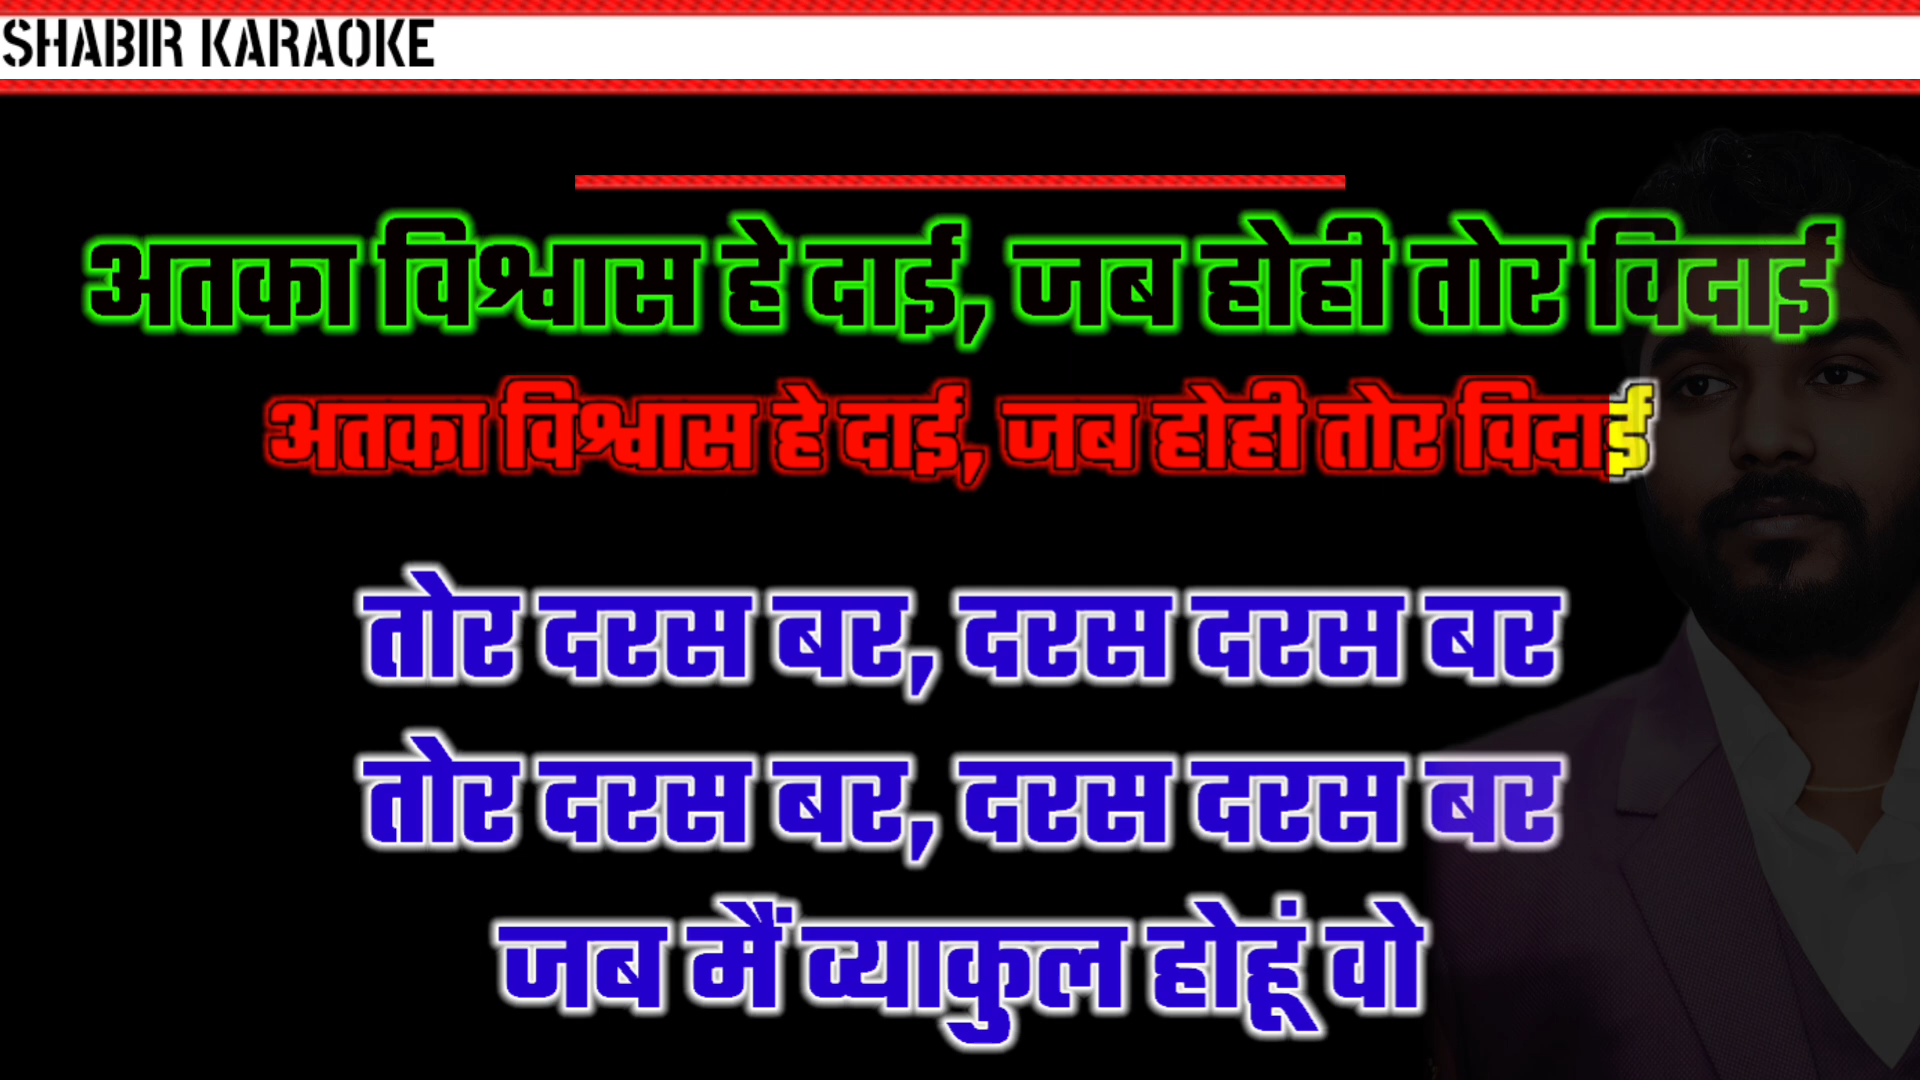 SHABIR KARAOKE
अतका विश्वास हे दाई, जब होही तोर विदाई
अतका विश्वास हे दाई, जब होही तोर विदाई
तोर दरस बर, दरस दरस बर
तोर दरस बर, दरस दरस बर
जब मैं व्याकुल होहूं वो